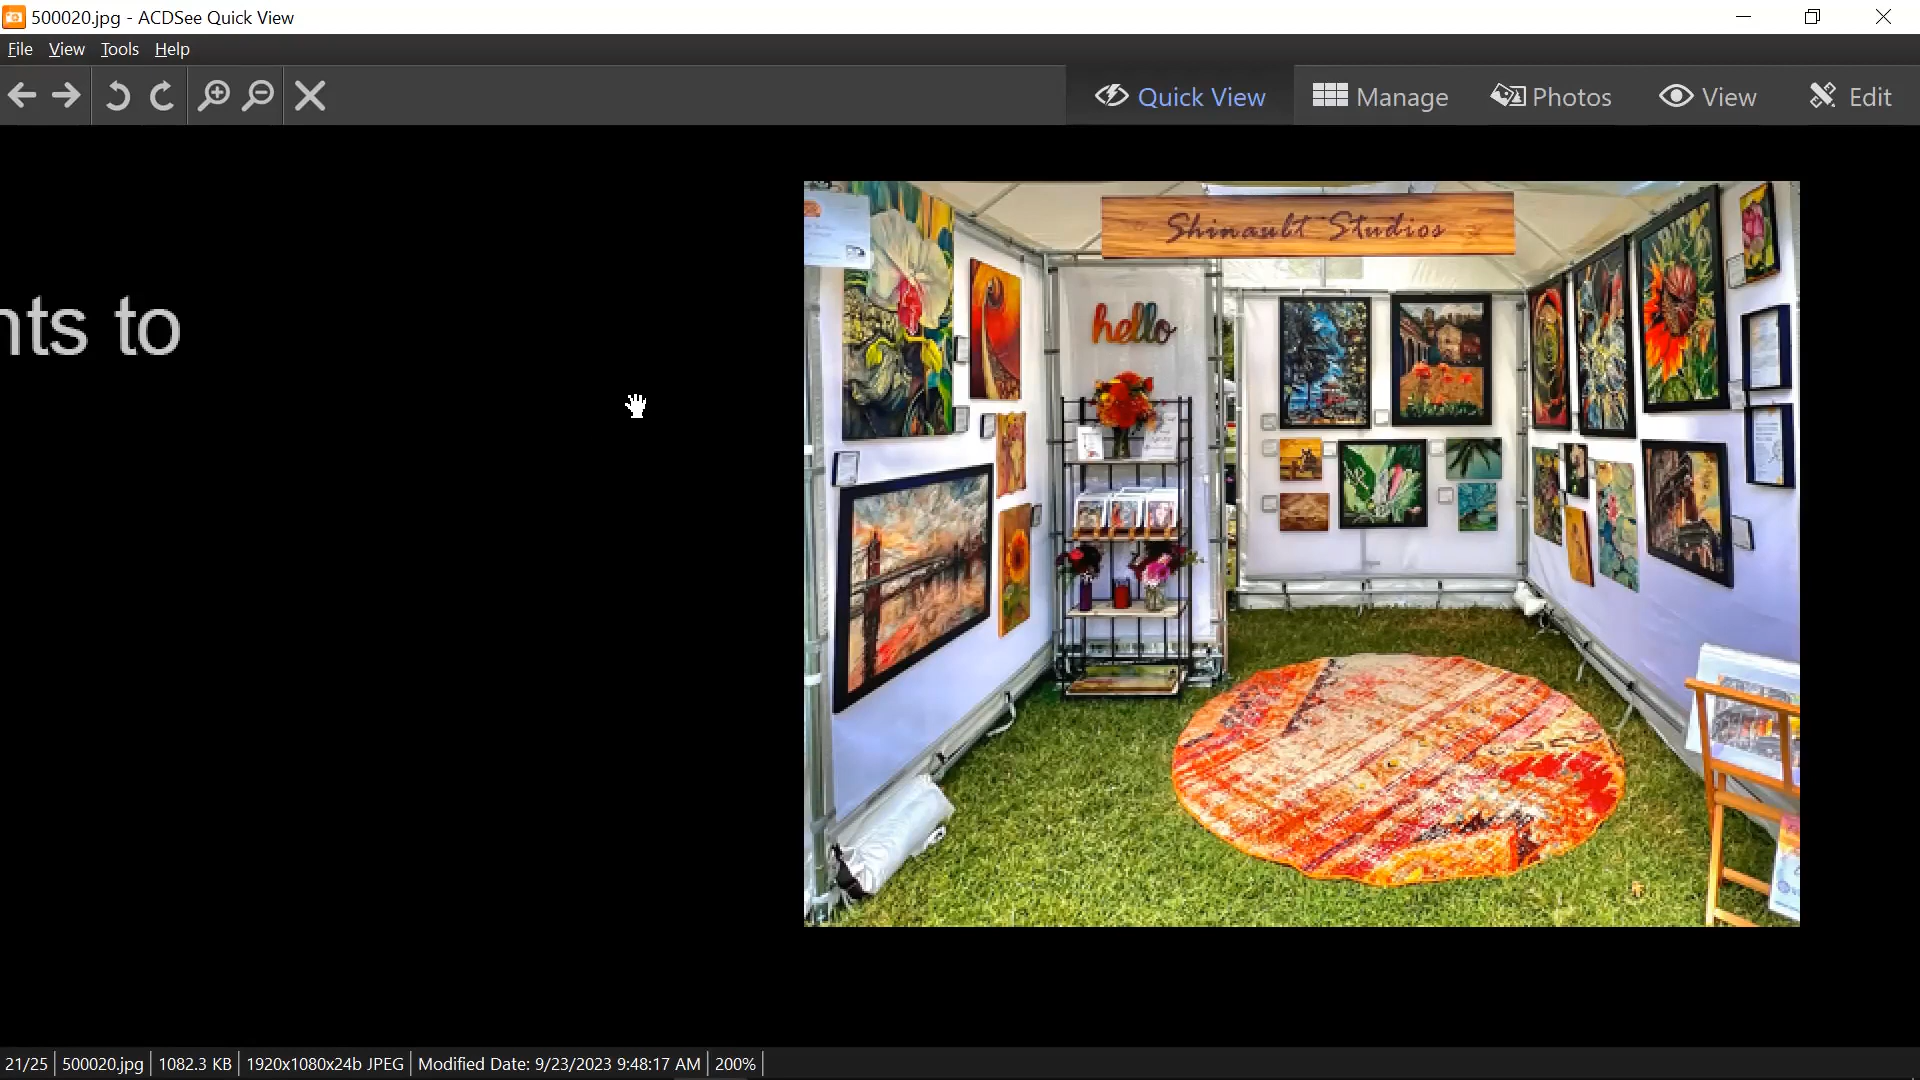 500020.jpg - ACDSee Quick View
File View Tools Help
Quick View Manage Photos View Edit
Shinault Studios
hello
nts to
21/25 500020.jpg 1082.3 KB 1920x1080x24b JPEG Modified Date: 9/23/2023 9:48:17 AM 200%